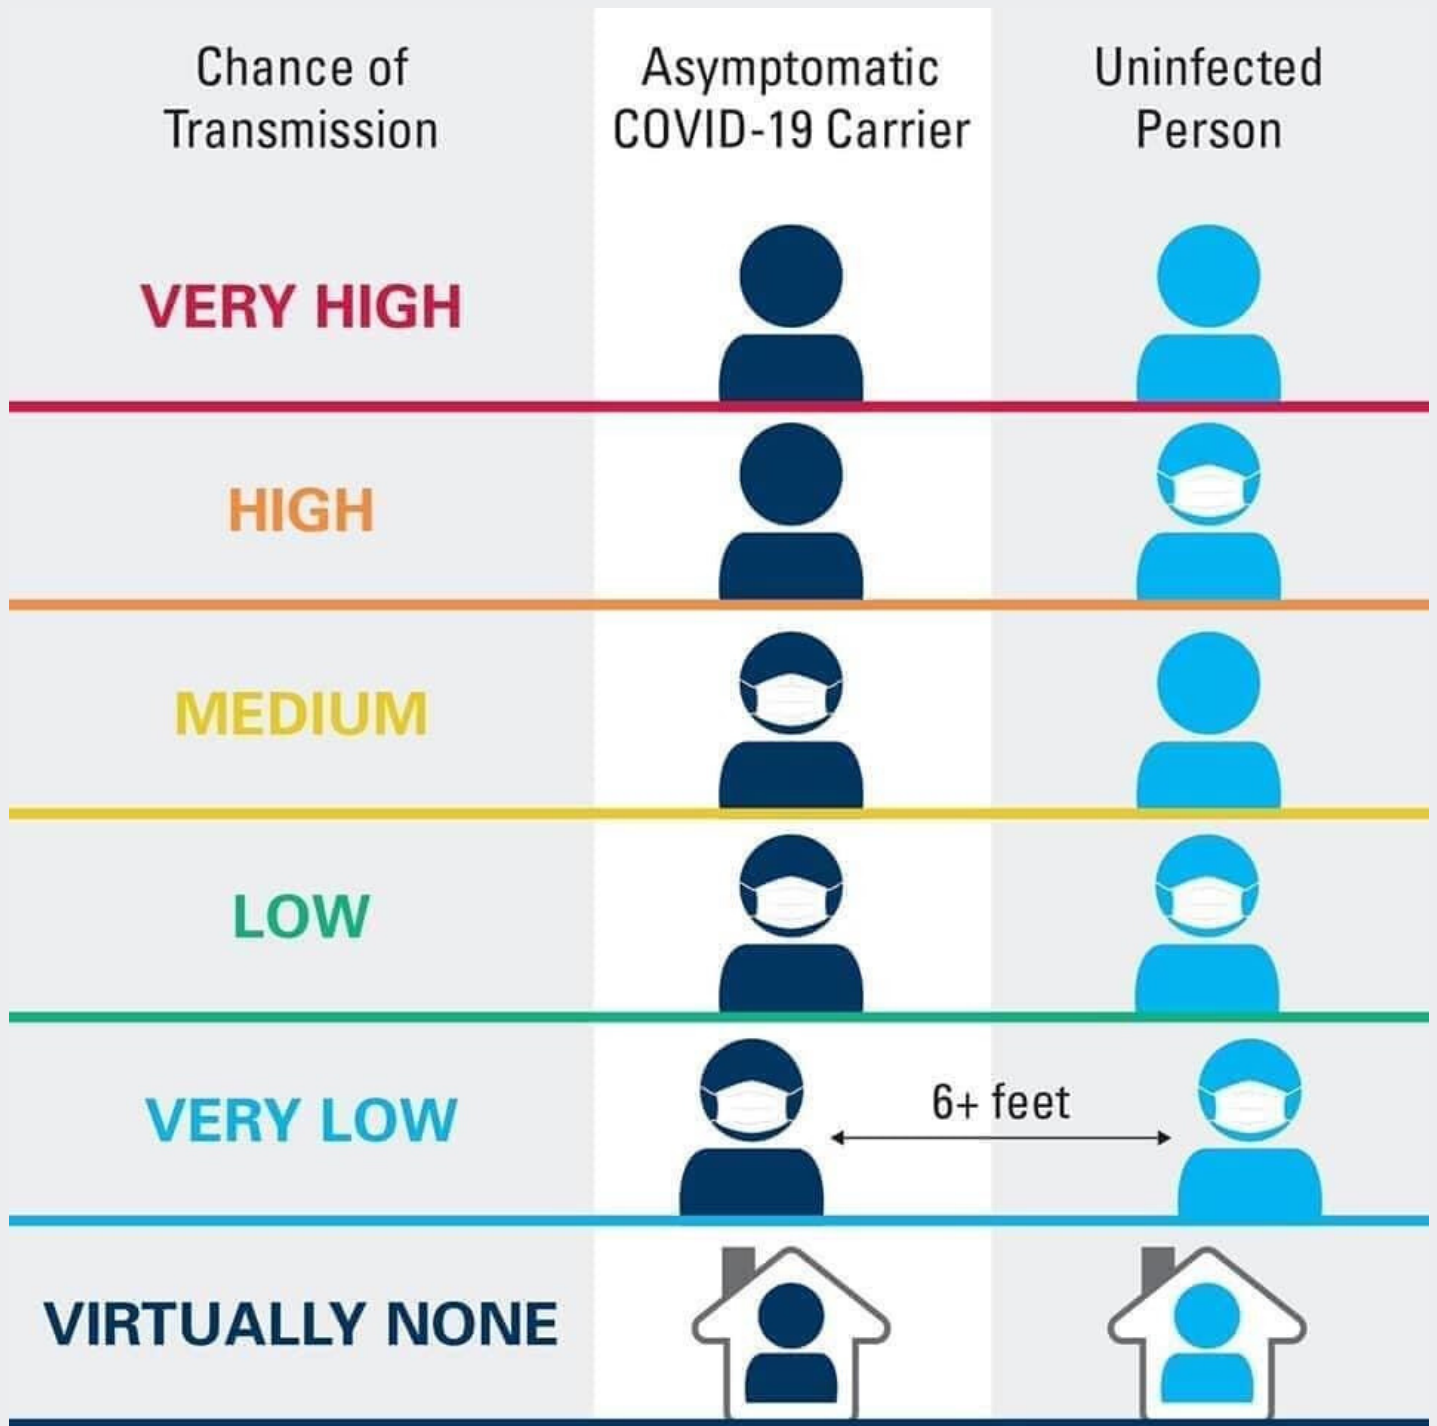 Chance of
Transmission
Asymptomatic
COVID-19 Carrier
Uninfected
Person
VERY HIGH
HIGH
MEDIUM
LOW
VERY LOW
6+ feet
VIRTUALLY NONE